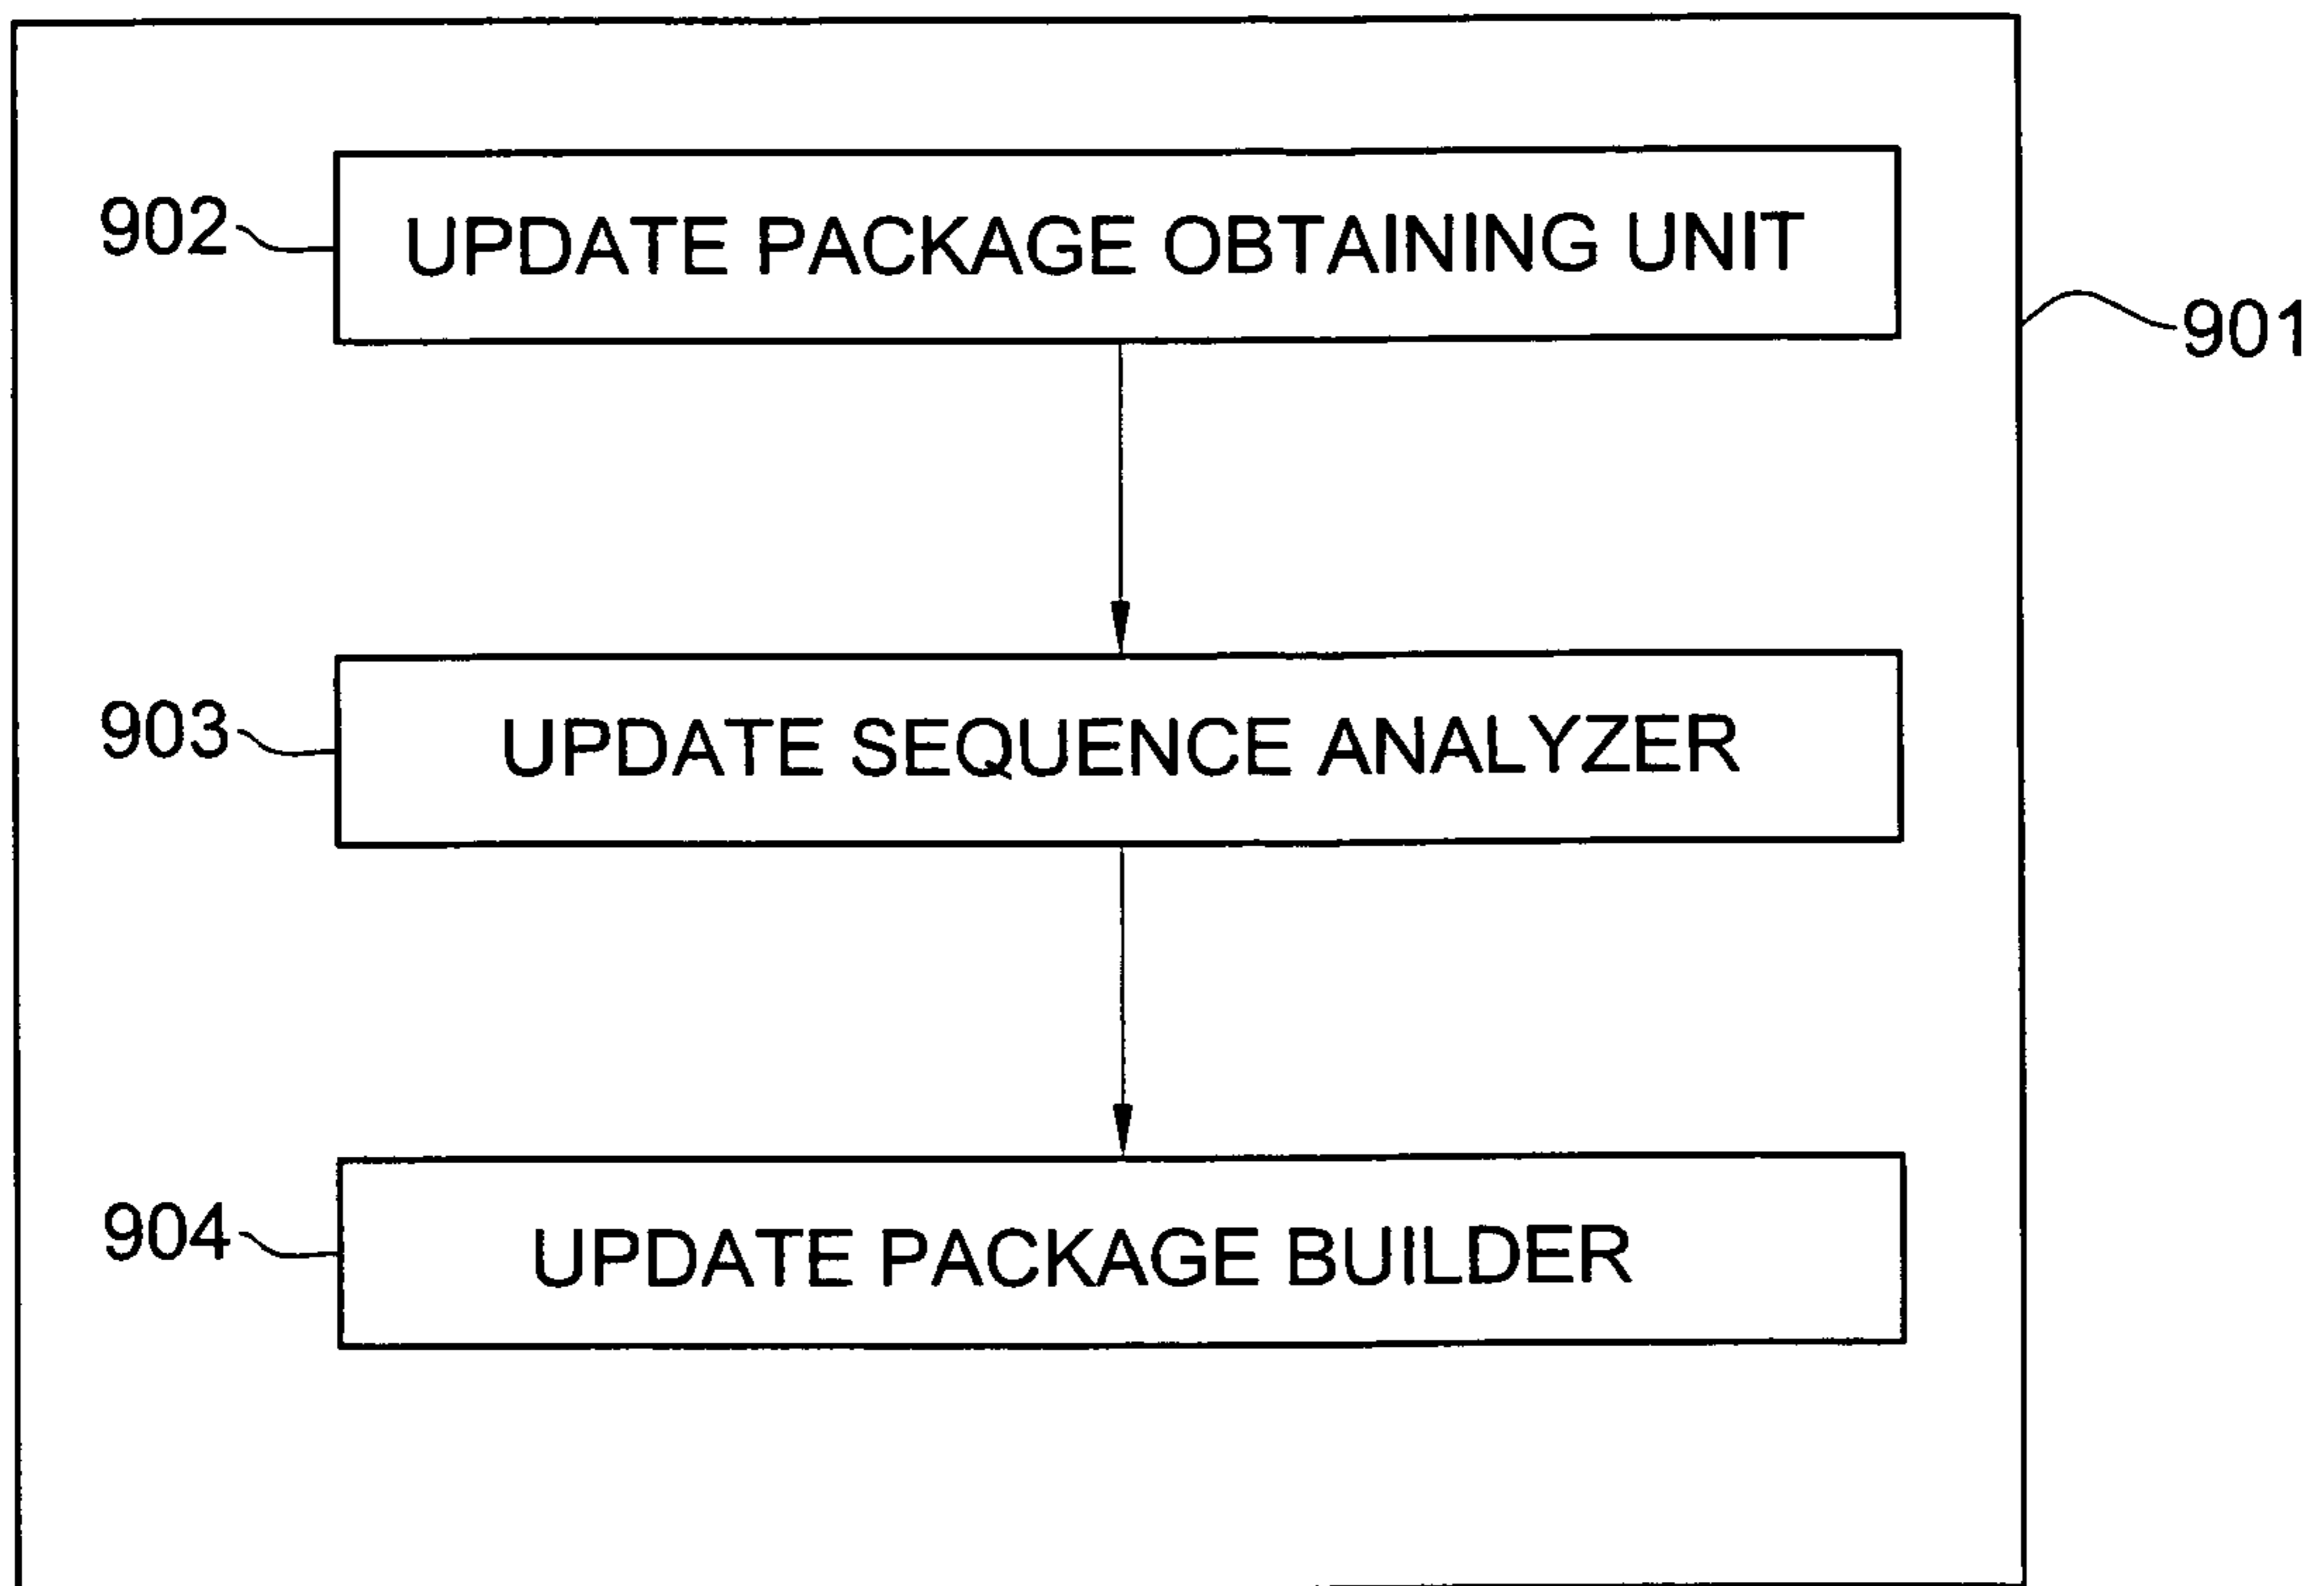 902
UPDATE PACKAGE OBTAINING UNIT
901
903
UPDATE SEQUENCE ANALYZER
904
UPDATE PACKAGE BUILDER